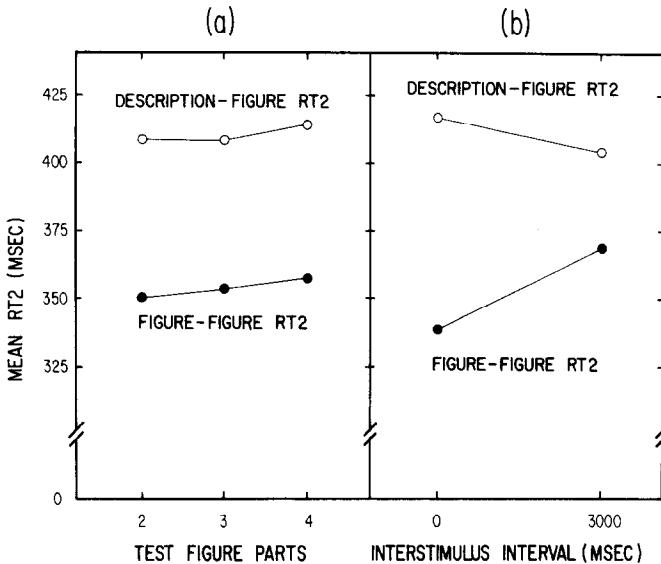 (a)
(b)
MEAN RT2 (MSEC)
425
400
375
350
325
0
DESCRIPTION-FIGURE RT2
FIGURE-FIGURE RT2
2 3 4
TEST FIGURE PARTS
DESCRIPTION-FIGURE RT2
FIGURE-FIGURE RT2
0 3000
INTERSTIMULUS INTERVAL (MSEC)